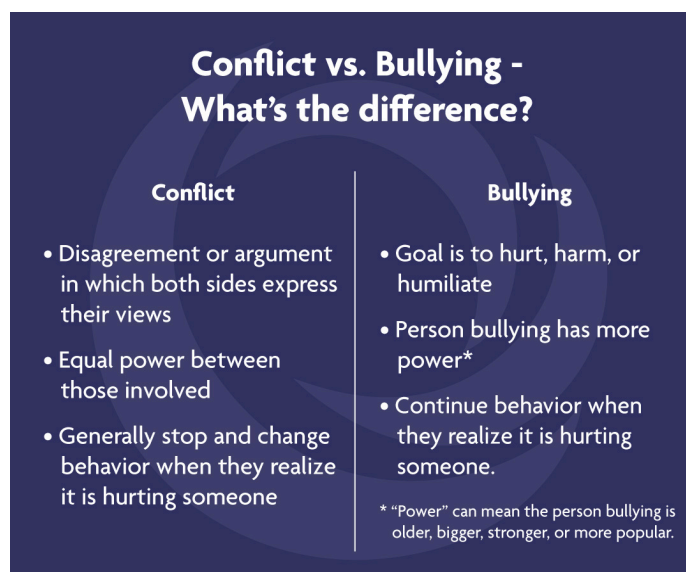 Conflict vs. Bullying -
What's the difference?
Conflict
• Disagreement or argument
in which both sides express
their views
• Equal power between
those involved
• Generally stop and change
behavior when they realize
it is hurting someone
Bullying
• Goal is to hurt, harm, or
humiliate
• Person bullying has more
power*
• Continue behavior when
they realize it is hurting
someone.
* “Power” can mean the person bullying is
older, bigger, stronger, or more popular.